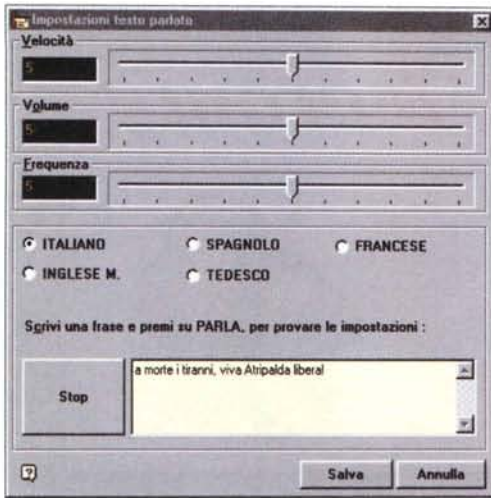 Impostazioni testo parlato
Velocità
5
Volume
5
Frequenza
5
ITALIANO SPAGNOLO FRANCESE
INGLESE M. TEDESCO
Scrivi una frase e premi su PARLA, per provare le impostazioni :
Stop
a morte i tiranni, viva Atripalda libera!
Salva Annulla